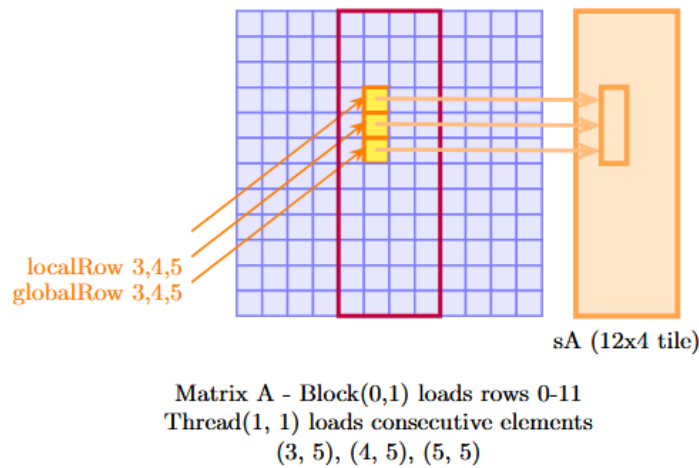 localRow 3,4,5
globalRow 3,4,5
sA (12x4 tile)
Matrix A - Block(0,1) loads rows 0-11
Thread(1, 1) loads consecutive elements
(3, 5), (4, 5), (5, 5)